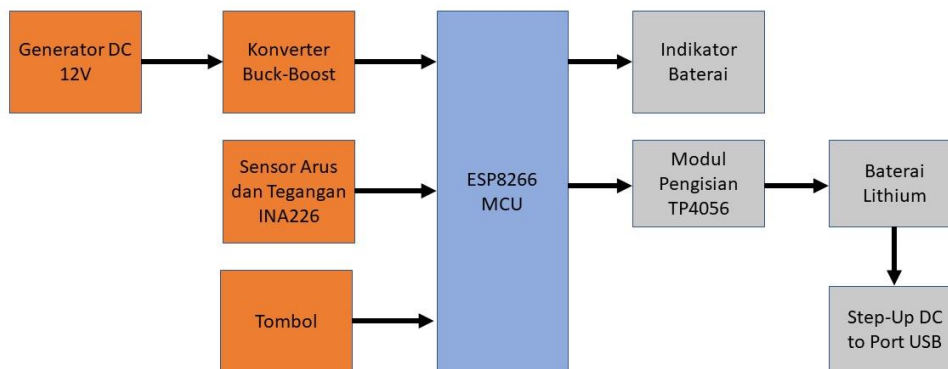 Generator DC
12V
Konverter
Buck-Boost
Sensor Arus
dan Tegangan
INA226
Tombol
ESP8266
MCU
Indikator
Baterai
Modul
Pengisian
TP4056
Baterai
Lithium
Step-Up DC
to Port USB